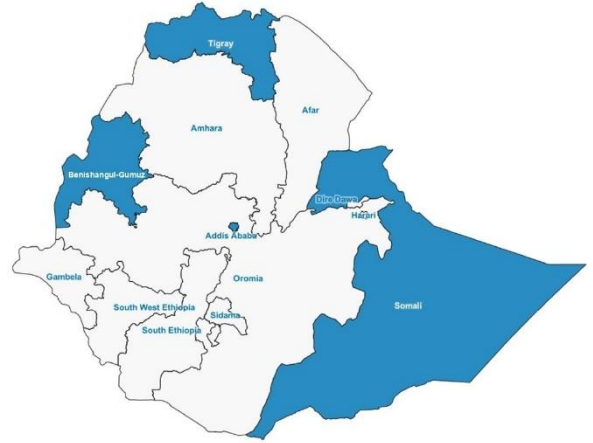 Tigray
Afar
Amhara
Benishangul-Gumuz
Dire Dawa
Harari
Addis Ababa
Gambela
Oromia
Somali
South West Ethiopia
Sidama
South Ethiopia